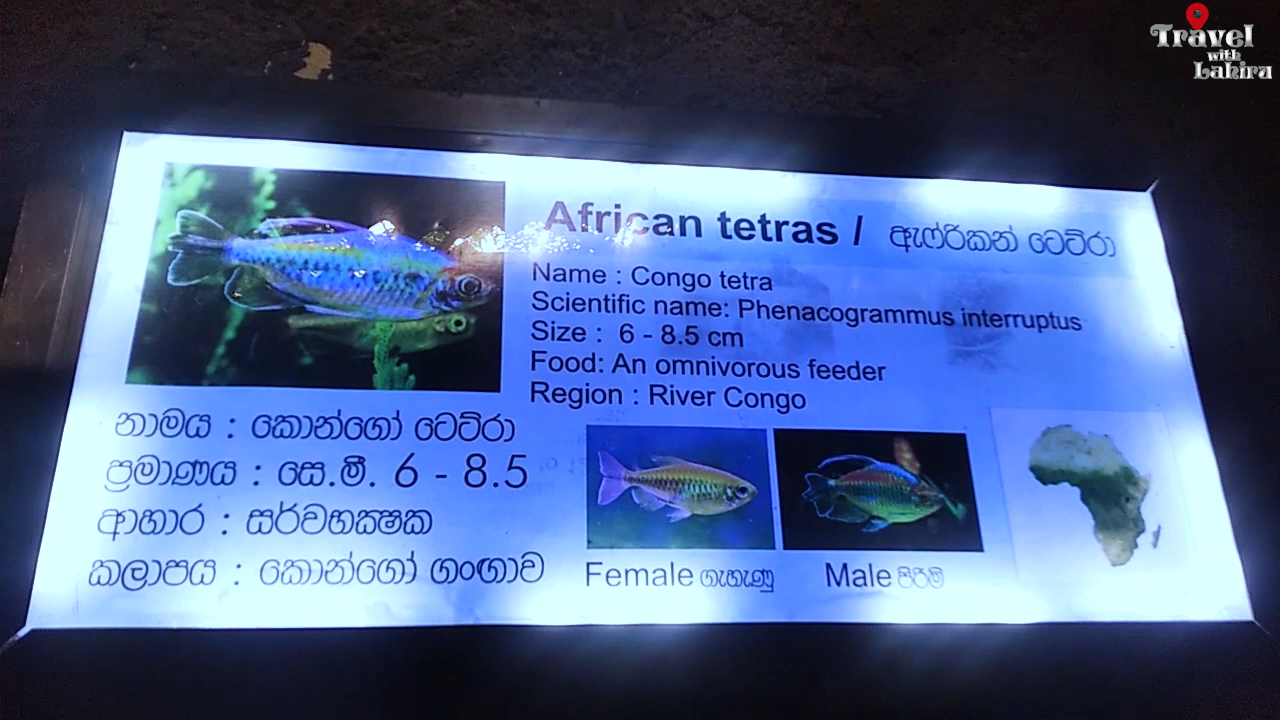 Travel
with
Lahiru
African tetras / ඇෆ්රිකන් ටෙට්රා
Name : Congo tetra
Scientific name: Phenacogrammus interruptus
Size : 6 - 8.5 cm
Food: An omnivorous feeder
Region : River Congo
නාමය : කොන්ගෝ ටෙට්රා
ප්‍රමාණය : සෙ.මී. 6 - 8.5
ආහාර : සර්වභක්ෂක
කලාපය : කොන්ගෝ ගංඟාව
Female ගැහැණු
Male පිරිමි